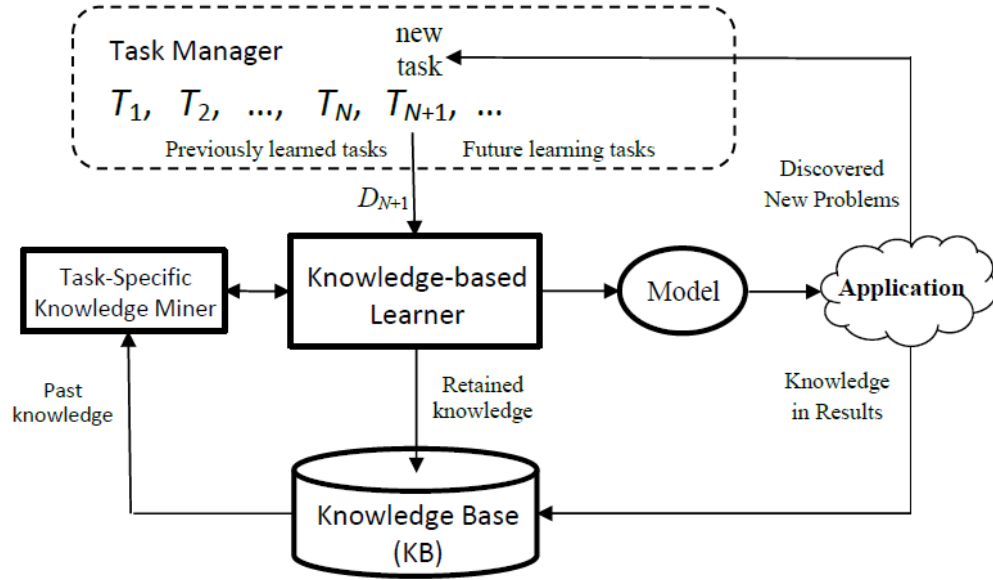 new
Task Manager
task
T1, T2, ..., TN, TN+1, ...
Previously learned tasks
Future learning tasks
DN+1
Discovered
New Problems
Task-Specific
Knowledge Miner
Knowledge-based
Learner
Model
Application
Past
knowledge
Retained
knowledge
Knowledge
in Results
Knowledge Base
(KB)